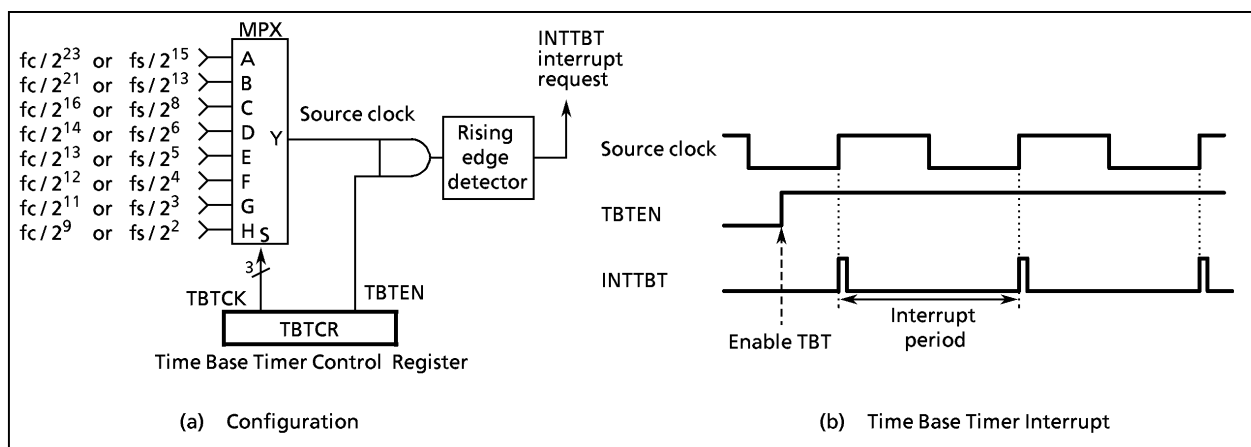 MPX
fc/2^23 or fs/2^15 A
fc/2^21 or fs/2^13 B
fc/2^16 or fs/2^8 C
fc/2^14 or fs/2^6 D
fc/2^13 or fs/2^5 E
fc/2^12 or fs/2^4 F
fc/2^11 or fs/2^3 G
fc/2^9 or fs/2^2 H
Y
S
3
TBTCK
Source clock
TBTEN
TBTCR
Time Base Timer Control Register
Rising
edge
detector
INTTBT
interrupt
request
(a) Configuration
Source clock
TBTEN
INTTBT
Enable TBT
Interrupt
period
(b) Time Base Timer Interrupt